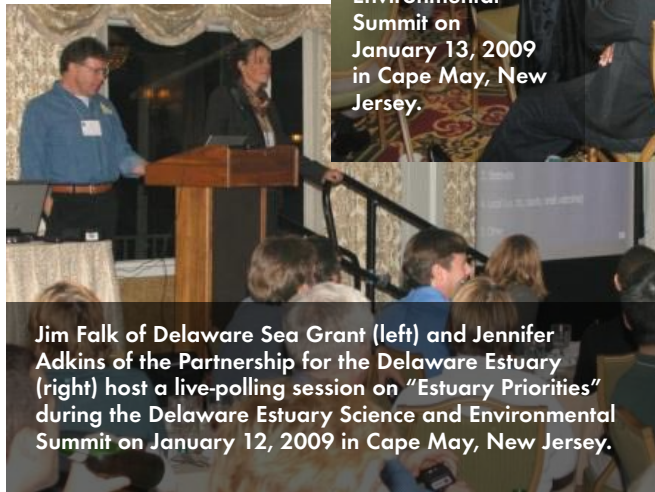 Environmental
Summit on
January 13, 2009
in Cape May, New
Jersey.
Jim Falk of Delaware Sea Grant (left) and Jennifer
Adkins of the Partnership for the Delaware Estuary
(right) host a live-polling session on “Estuary Priorities”
during the Delaware Estuary Science and Environmental
Summit on January 12, 2009 in Cape May, New Jersey.